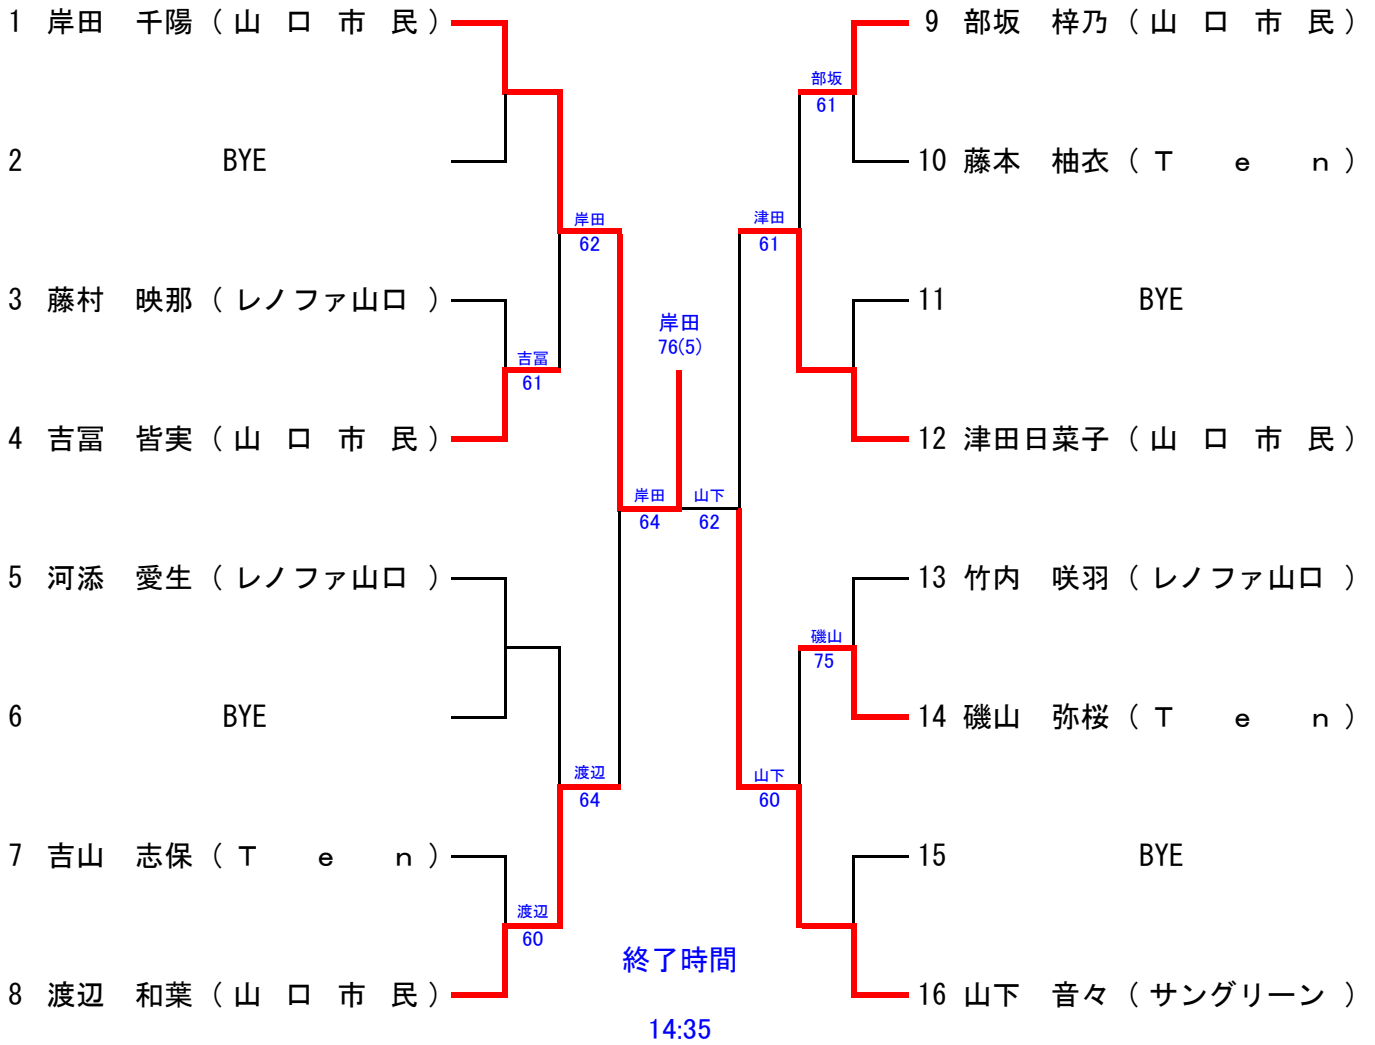 1 岸田 千陽 ( 山 口 市 民 )
2 BYE
3 藤村 映那 ( レノファ山口 )
4 吉冨 皆実 ( 山 口 市 民 )
5 河添 愛生 ( レノファ山口 )
6 BYE
7 吉山 志保 ( T e n )
8 渡辺 和葉 ( 山 口 市 民 )
吉冨
61
渡辺
60
岸田
62
渡辺
64
岸田
64
岸田
76(5)
山下
62
津田
61
山下
60
部坂
61
磯山
75
9 部坂 梓乃 ( 山 口 市 民 )
10 藤本 柚衣 ( T e n )
11 BYE
12 津田日菜子 ( 山 口 市 民 )
13 竹内 咲羽 ( レノファ山口 )
14 磯山 弥桜 ( T e n )
15 BYE
16 山下 音々 ( サングリーン )
終了時間
14:35